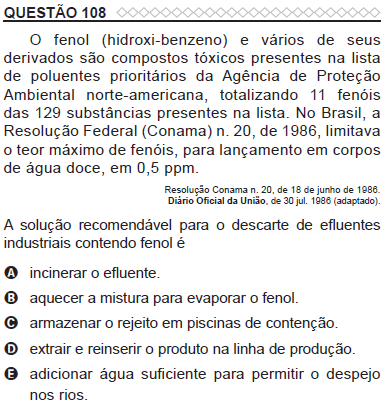 QUESTÃO 108
O fenol (hidroxi-benzeno) e vários de seus
derivados são compostos tóxicos presentes na lista
de poluentes prioritários da Agência de Proteção
Ambiental norte-americana, totalizando 11 fenóis
das 129 substâncias presentes na lista. No Brasil, a
Resolução Federal (Conama) n. 20, de 1986, limitava
o teor máximo de fenóis, para lançamento em corpos
de água doce, em 0,5 ppm.
Resolução Conama n. 20, de 18 de junho de 1986.
Diário Oficial da União, de 30 jul. 1986 (adaptado).
A solução recomendável para o descarte de efluentes
industriais contendo fenol é
A incinerar o efluente.
B aquecer a mistura para evaporar o fenol.
C armazenar o rejeito em piscinas de contenção.
D extrair e reinserir o produto na linha de produção.
E adicionar água suficiente para permitir o despejo
nos rios.